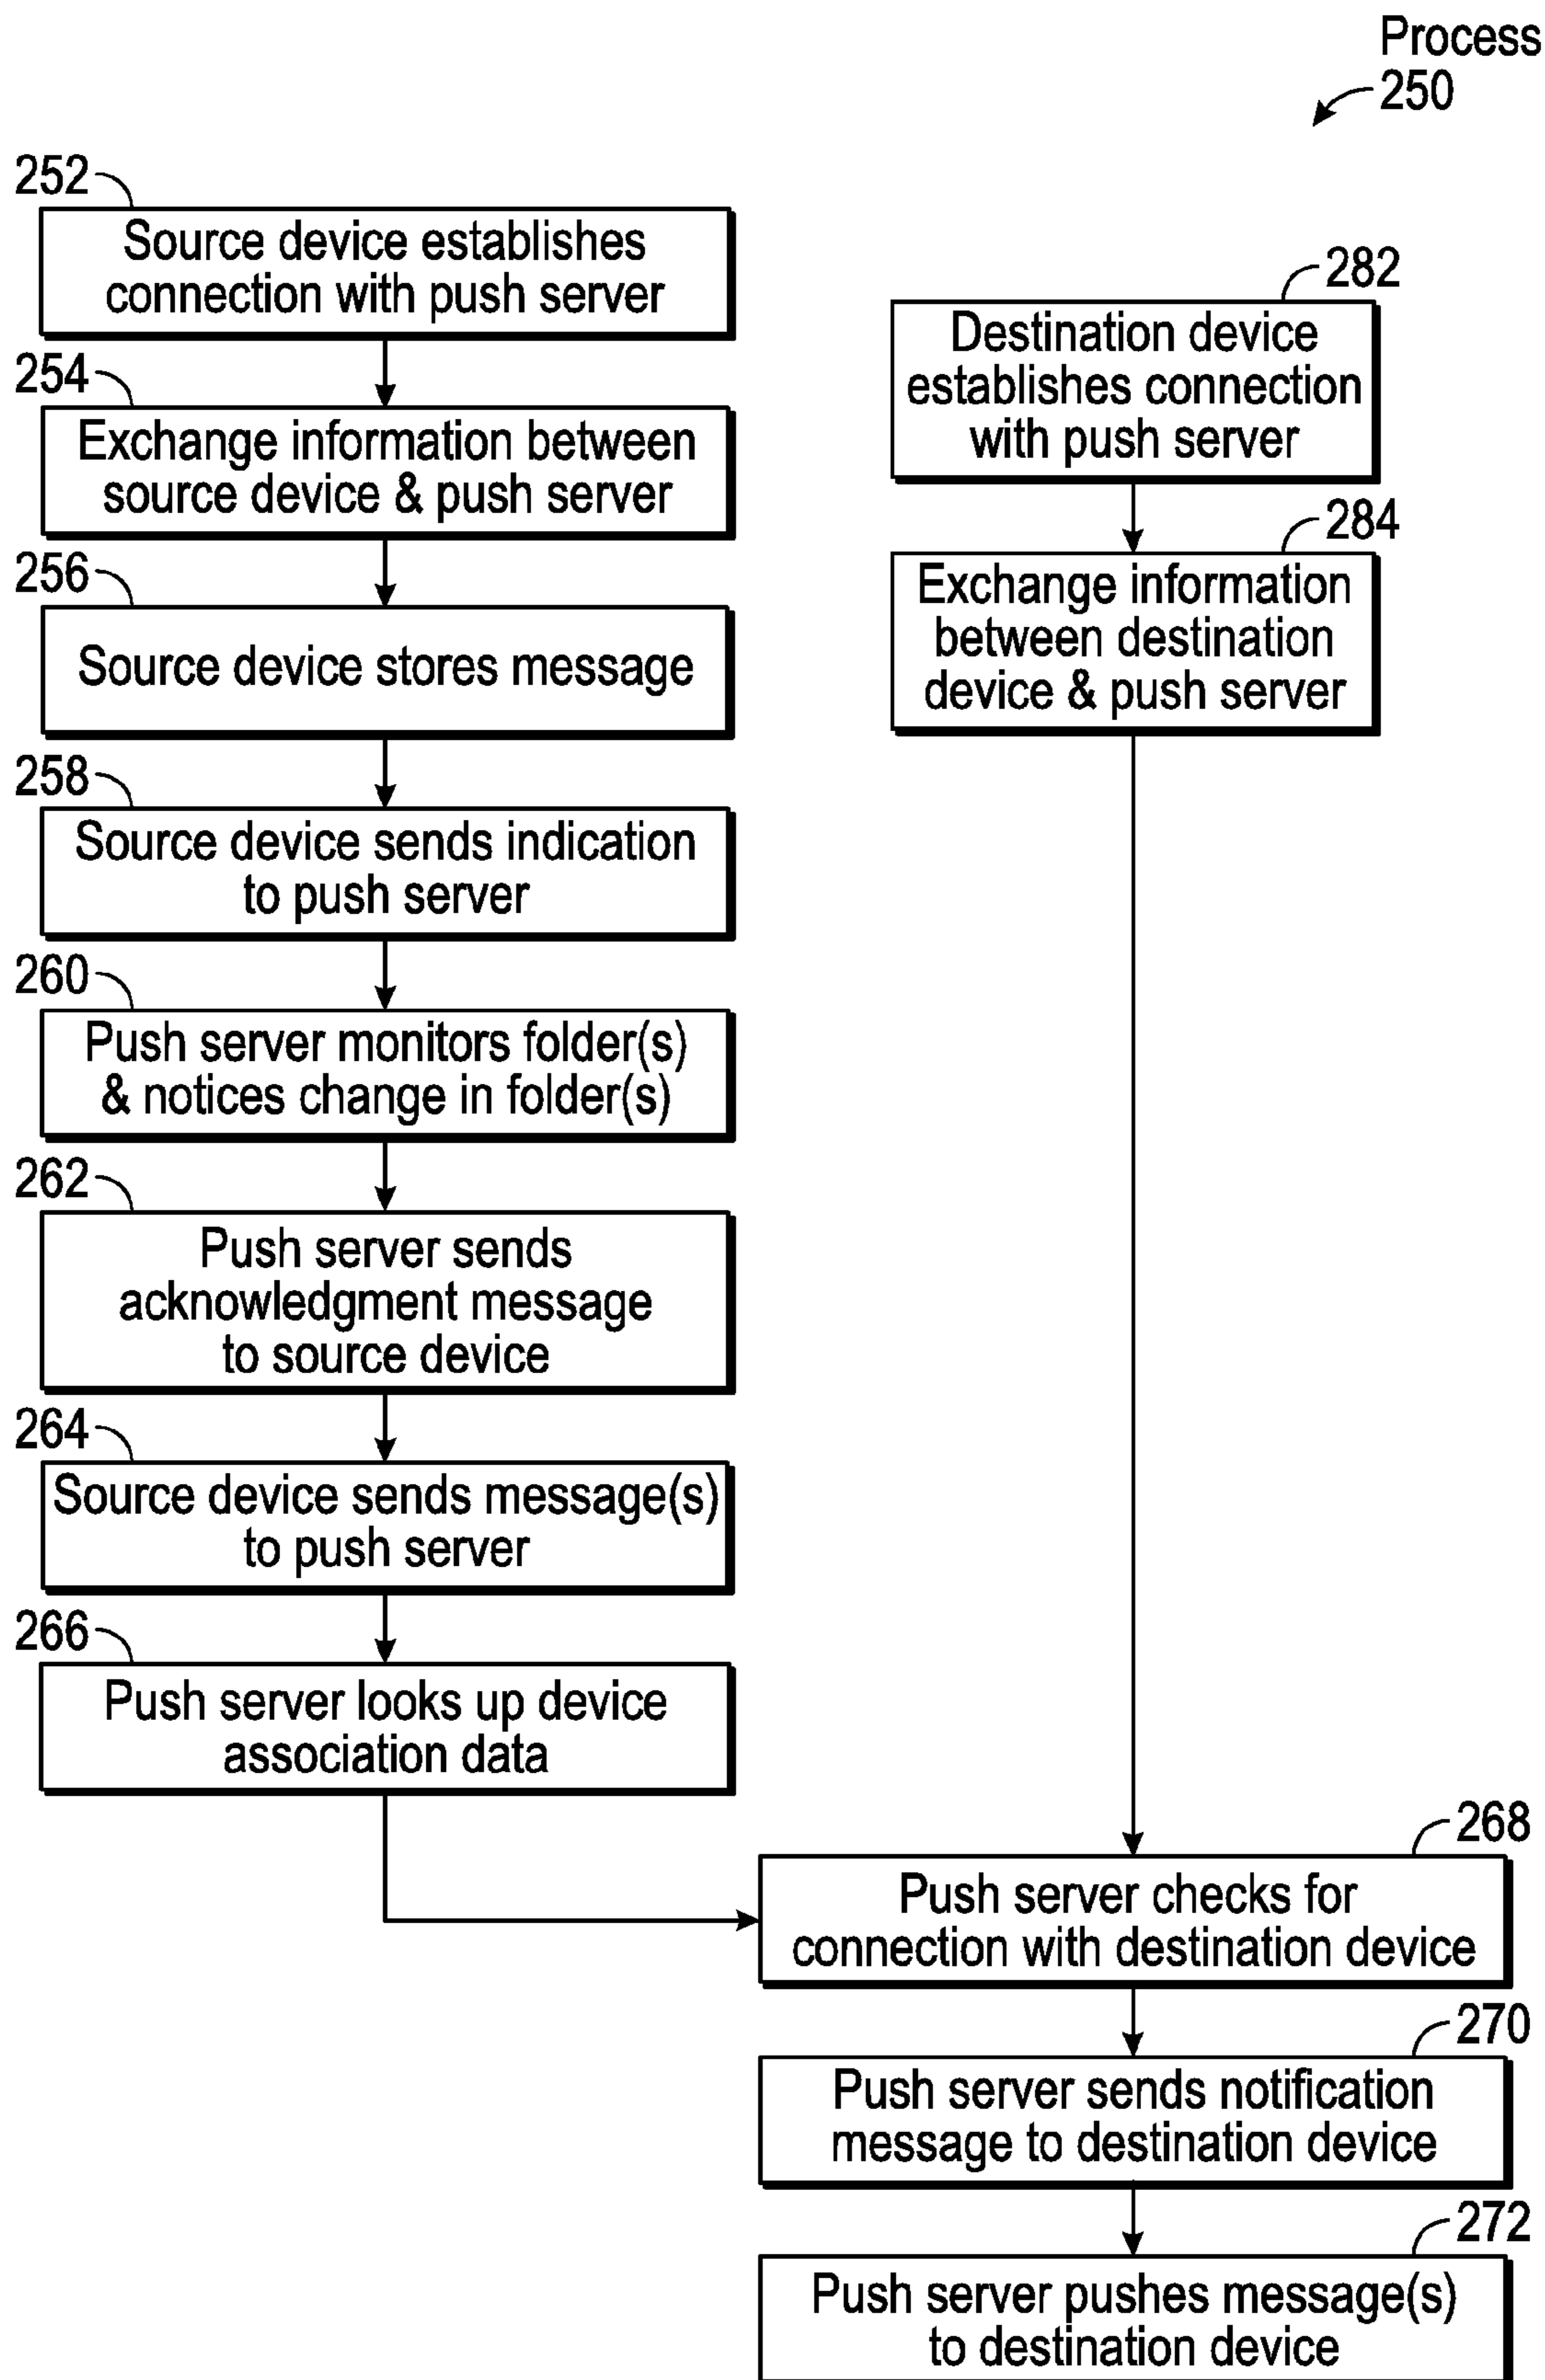 Process
250
252
Source device establishes
connection with push server
254
Exchange information between
source device & push server
256
Source device stores message
258
Source device sends indication
to push server
260
Push server monitors folder(s)
& notices change in folder(s)
262
Push server sends
acknowledgment message
to source device
264
Source device sends message(s)
to push server
266
Push server looks up device
association data
282
Destination device
establishes connection
with push server
284
Exchange information
between destination
device & push server
268
Push server checks for
connection with destination device
270
Push server sends notification
message to destination device
272
Push server pushes message(s)
to destination device